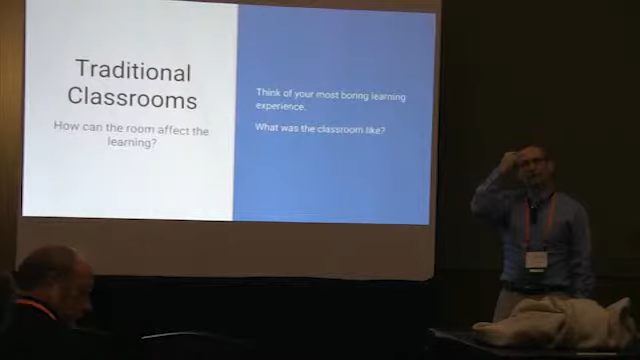 Traditional
Classrooms
How can the room affect the
learning?
Think of your most boring learning
experience.
What was the classroom like?